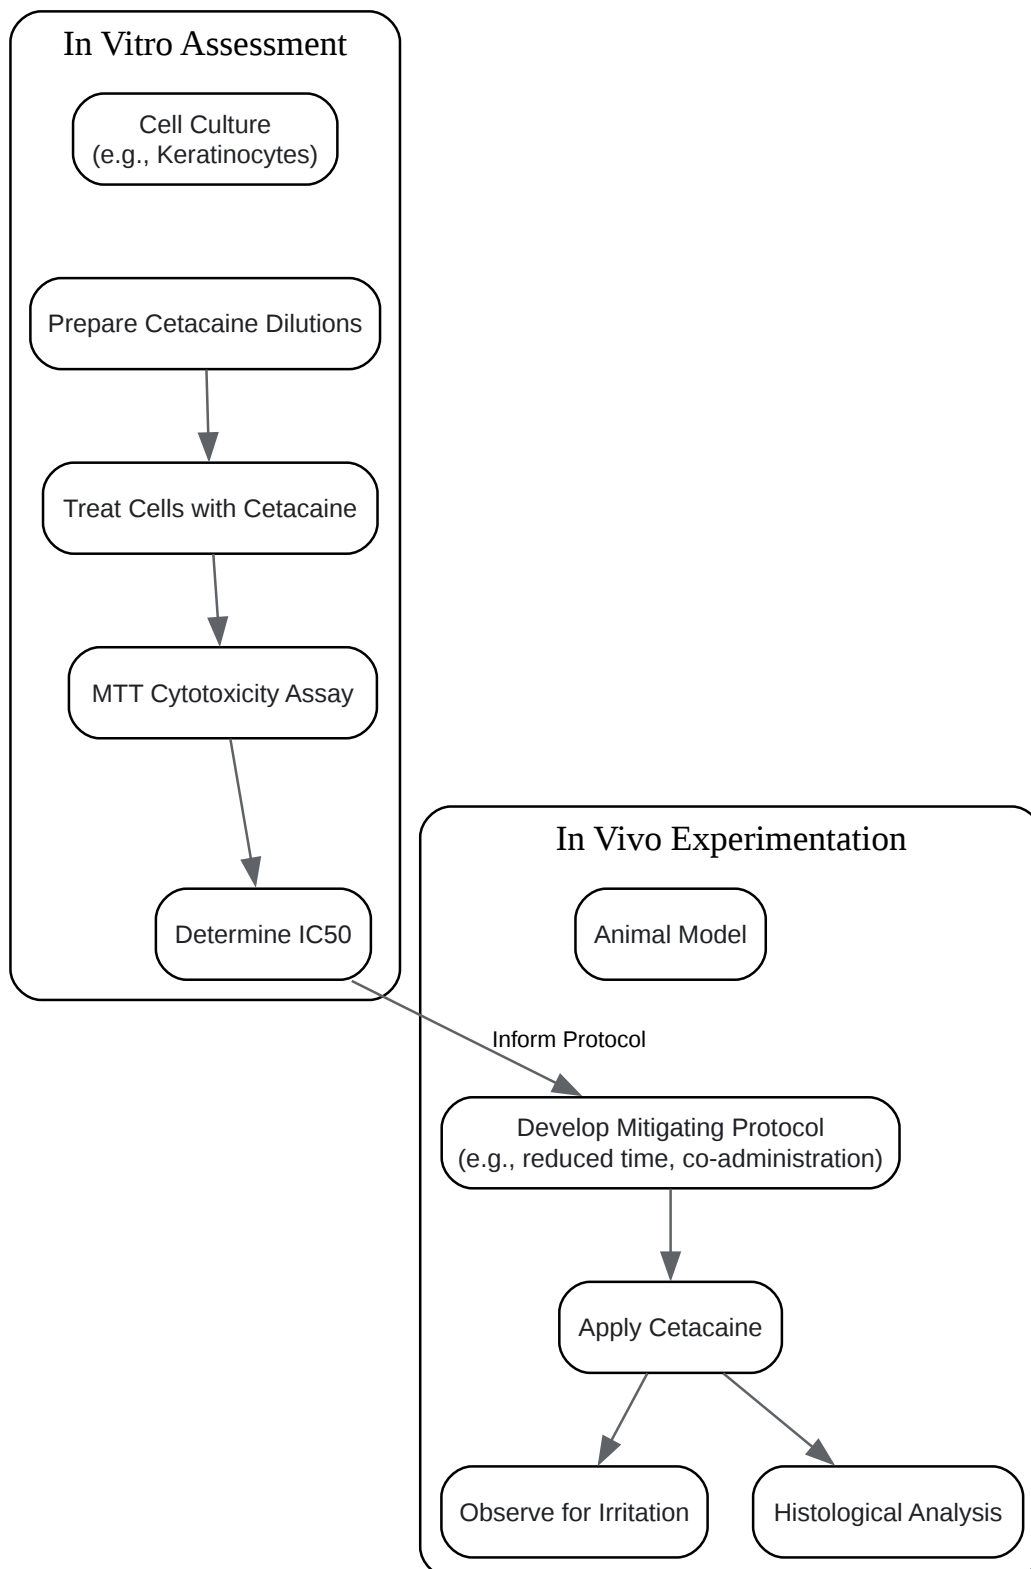 In Vitro Assessment
Cell Culture
(e.g., Keratinocytes)
Prepare Cetacaine Dilutions
Treat Cells with Cetacaine
MTT Cytotoxicity Assay
Determine IC50
Inform Protocol
In Vivo Experimentation
Animal Model
Develop Mitigating Protocol
(e.g., reduced time, co-administration)
Apply Cetacaine
Observe for Irritation
Histological Analysis